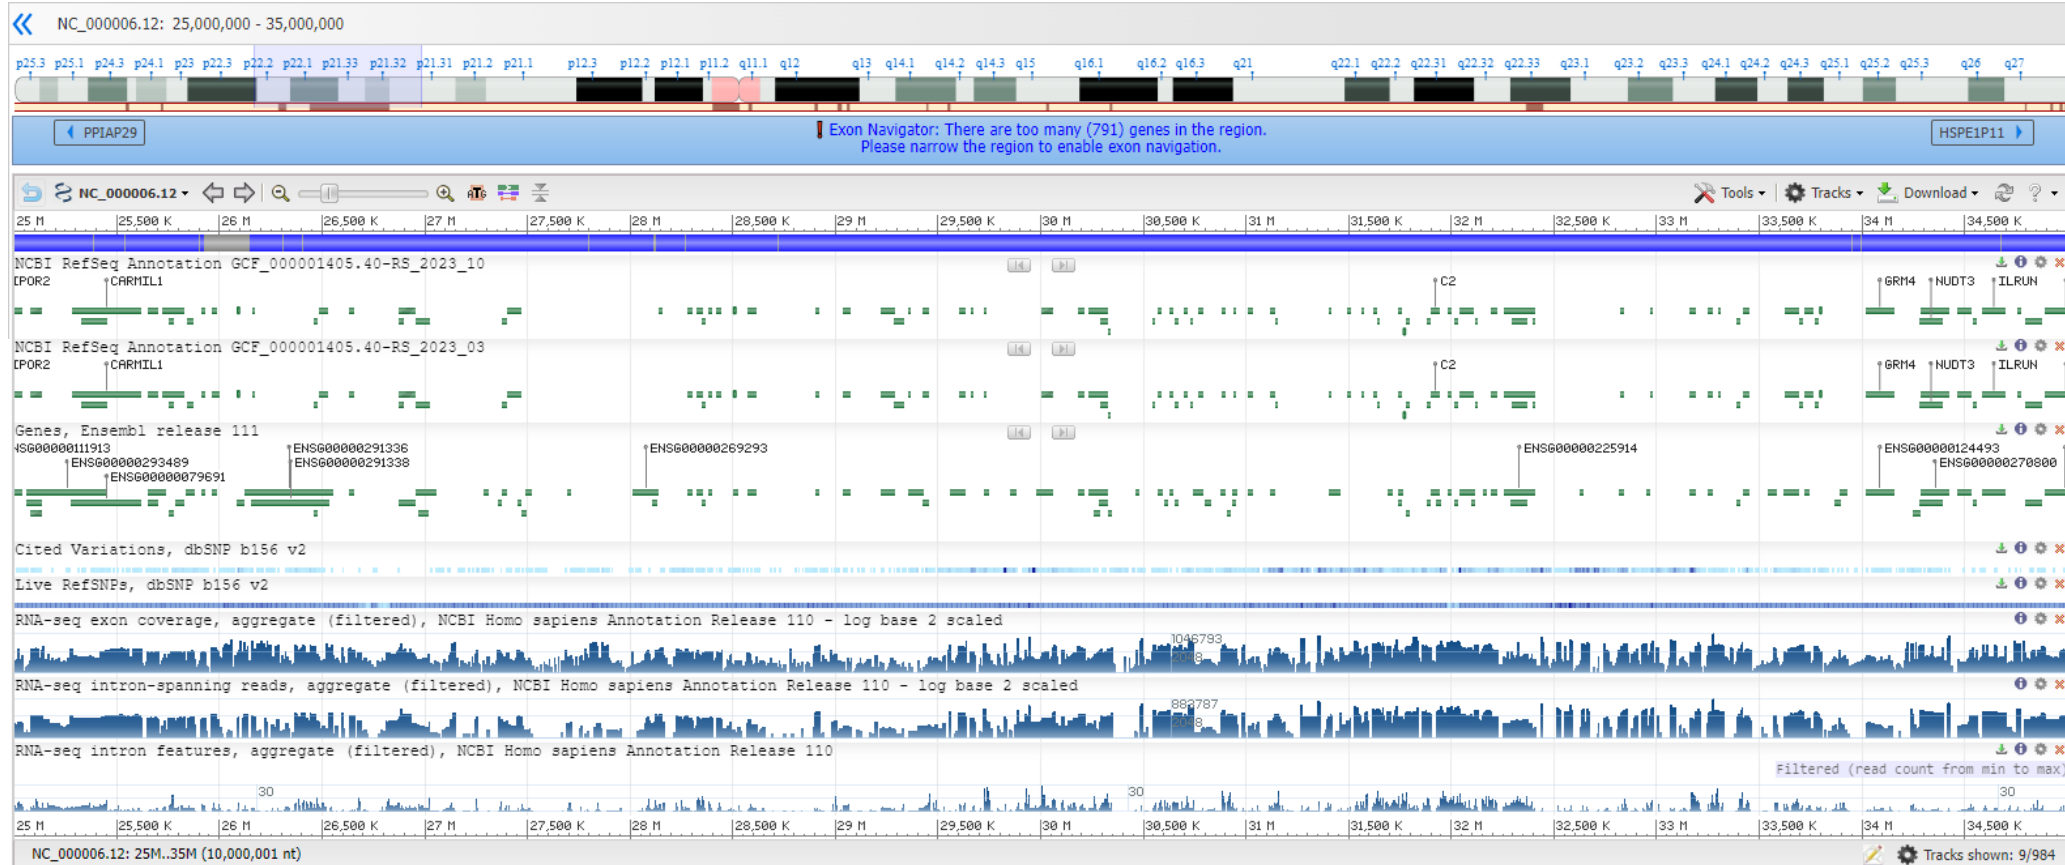 NC_000006.12: 25,000,000 - 35,000,000
p25.3 p25.1 p24.3 p24.1 p23 p22.3 p22.2 p22.1 p21.33 p21.32 p21.31 p21.2 p21.1 p12.3 p12.2 p12.1 p11.2 q11.1 q12 q13 q14.1 q14.2 q14.3 q15 q16.1 q16.2 q16.3 q21 q22.1 q22.2 q22.31 q22.32 q22.33 q23.1 q23.2 q23.3 q24.1 q24.2 q24.3 q25.1 q25.2 q25.3 q26 q27
PPIAP29
Exon Navigator: There are too many (791) genes in the region.
Please narrow the region to enable exon navigation.
HSPE1P11
NC_000006.12 ATG Tools Tracks Download ?
25 M 25,500 K 26 M 26,500 K 27 M 27,500 K 28 M 28,500 K 29 M 29,500 K 30 M 30,500 K 31 M 31,500 K 32 M 32,500 K 33 M 33,500 K 34 M 34,500 K
NCBI RefSeq Annotation GCF_000001405.40-RS_2023_10
IPOR2 CARMIL1 C2 GRM4 NUDT3 ILRUN
NCBI RefSeq Annotation GCF_000001405.40-RS_2023_03
IPOR2 CARMIL1 C2 GRM4 NUDT3 ILRUN
Genes, Ensembl release 111
NSG00000111913 ENSG00000291336 ENSG00000269293 ENSG00000225914 ENSG00000124493
ENSG00000293489 ENSG00000291338 ENSG00000270800
ENSG00000079691
Cited Variations, dbSNP b156 v2
Live RefSNPs, dbSNP b156 v2
RNA-seq exon coverage, aggregate (filtered), NCBI Homo sapiens Annotation Release 110 - log base 2 scaled
1046793
2048
RNA-seq intron-spanning reads, aggregate (filtered), NCBI Homo sapiens Annotation Release 110 - log base 2 scaled
883787
2048
RNA-seq intron features, aggregate (filtered), NCBI Homo sapiens Annotation Release 110
Filtered (read count from min to max)
30 30 30
25 M 25,500 K 26 M 26,500 K 27 M 27,500 K 28 M 28,500 K 29 M 29,500 K 30 M 30,500 K 31 M 31,500 K 32 M 32,500 K 33 M 33,500 K 34 M 34,500 K
NC_000006.12: 25M..35M (10,000,001 nt)
Tracks shown: 9/984